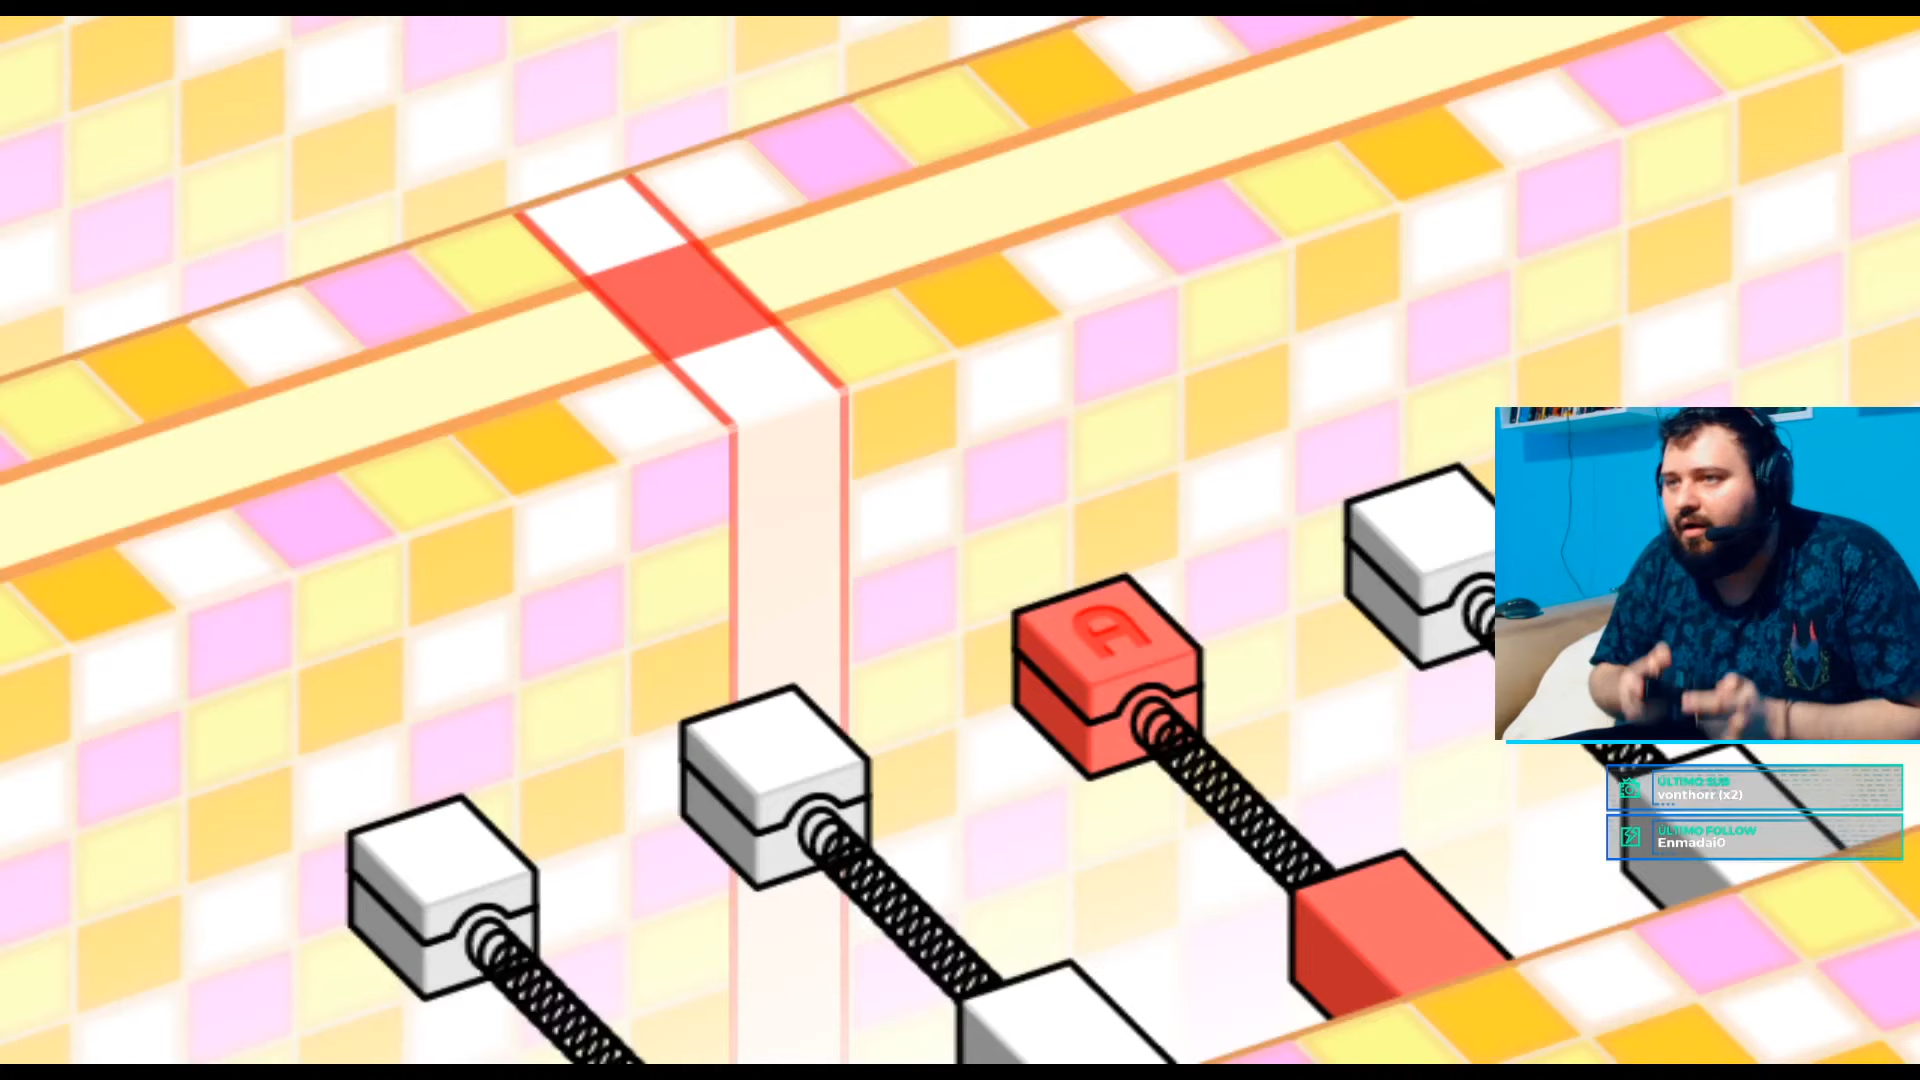 A
ÚLTIMO SUB
vonthorr (x2)
ÚLTIMO FOLLOW
Enmadai0